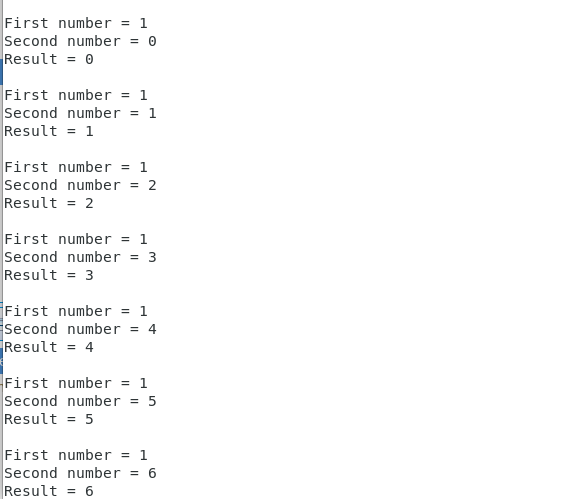 First number = 1
Second number = 0
Result = 0
First number = 1
Second number = 1
Result = 1
First number = 1
Second number = 2
Result = 2
First number = 1
Second number = 3
Result = 3
First number = 1
Second number = 4
Result = 4
First number = 1
Second number = 5
Result = 5
First number = 1
Second number = 6
Result = 6